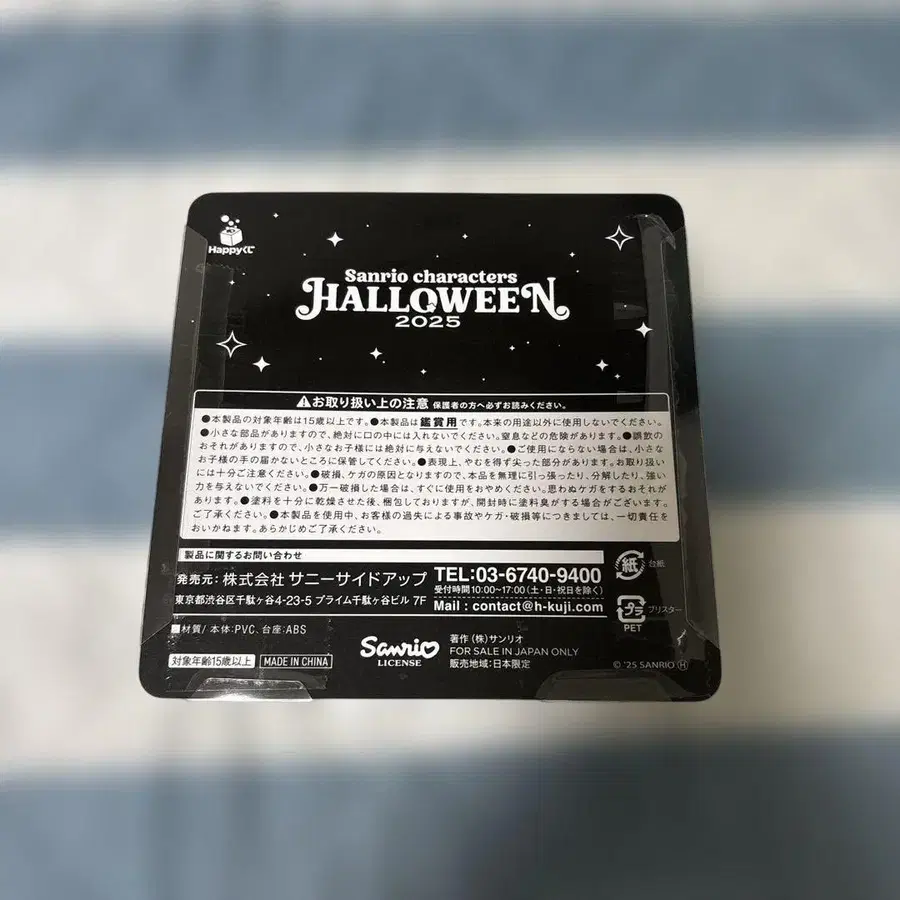 Happyくじ
Sanrio characters
HALLOWEEN
2025
⚠お取り扱い上の注意 保護者の方へ必ずお読みください。
●本製品の対象年齢は15歳以上です。●本製品は鑑賞用です。本来の用途以外に使用しないでください。
●小さな部品がありますので、絶対に口の中には入れないでください。窒息などの危険があります。●誤飲の
おそれがありますので、小さなお子様には絶対に与えないでください。●ご使用にならない場合は、小さな
お子様の手の届かないところに保管してください。●表現上、やむを得ず尖った部分があります。お取り扱い
には十分ご注意ください。●破損、ケガの原因となりますので、本品を無理に引っ張ったり、分解したり、強い
力を与えないでください。●万一破損した場合は、すぐに使用をおやめください。思わぬケガをするおそれが
あります。●塗料を十分に乾燥させた後、梱包しておりますが、開封時に塗料臭がする場合がございます。
ご了承ください。●本製品を使用中、お客様の過失による事故やケガ・破損等につきましては、一切責任を
おいかねます。あらかじめご了承ください。
製品に関するお問い合わせ
発売元:株式会社 サニーサイドアップ
東京都渋谷区千駄ヶ谷4-23-5 プライム千駄ヶ谷ビル 7F
TEL:03-6740-9400
受付時間10:00~17:00(土・日・祝日を除く)
Mail : contact@h-kuji.com
紙 台紙
プラ ブリスター
PET
■材質/本体:PVC、台座:ABS
対象年齢15歳以上 MADE IN CHINA
Sanrio
LICENSE
著作(株)サンリオ
FOR SALE IN JAPAN ONLY
販売地域:日本限定
© '25 SANRIO Ⓗ